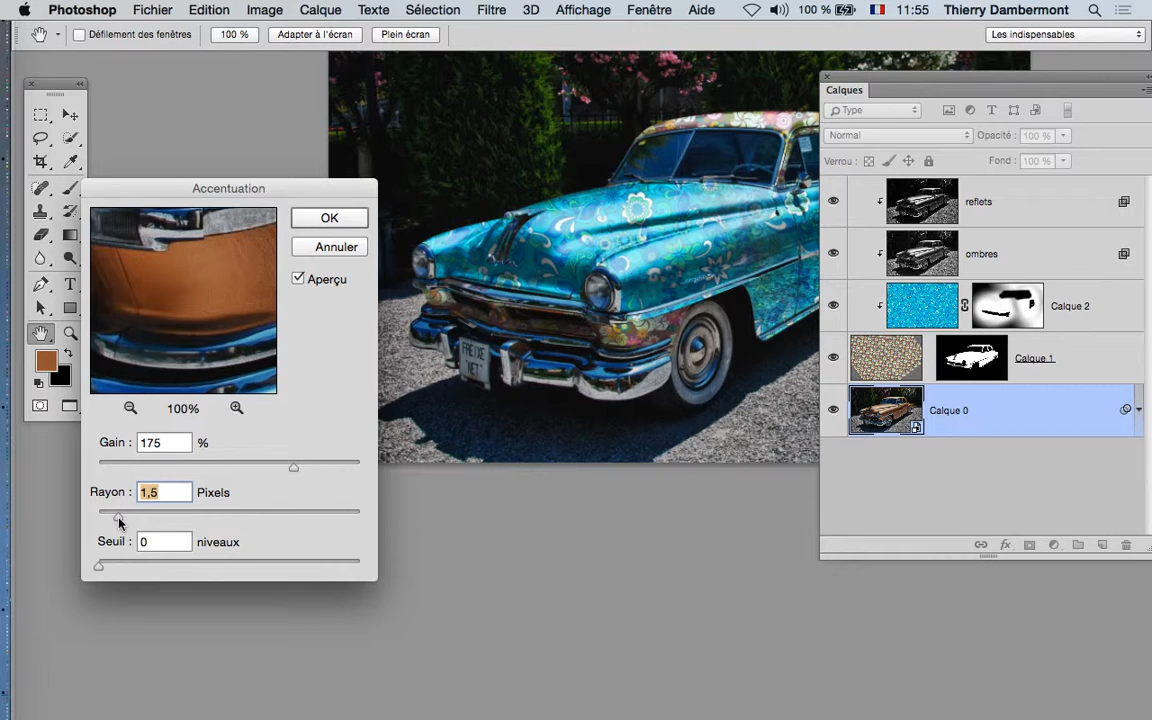 Photoshop Fichier Edition Image Calque Texte Sélection Filtre 3D Affichage Fenêtre Aide 100 % 11:55 Thierry Dambermont
Défilement des fenêtres 100 % Adapter à l'écran Plein écran Les indispensables
Calques
Type
Normal Opacité : 100 %
Verrou : Fond : 100 %
reflets
ombres
Calque 2
Calque 1
Calque 0
fx
Accentuation
OK
Annuler
Aperçu
100%
Gain : 175 %
Rayon : 1,5 Pixels
Seuil : 0 niveaux
FREIXE
"NET"